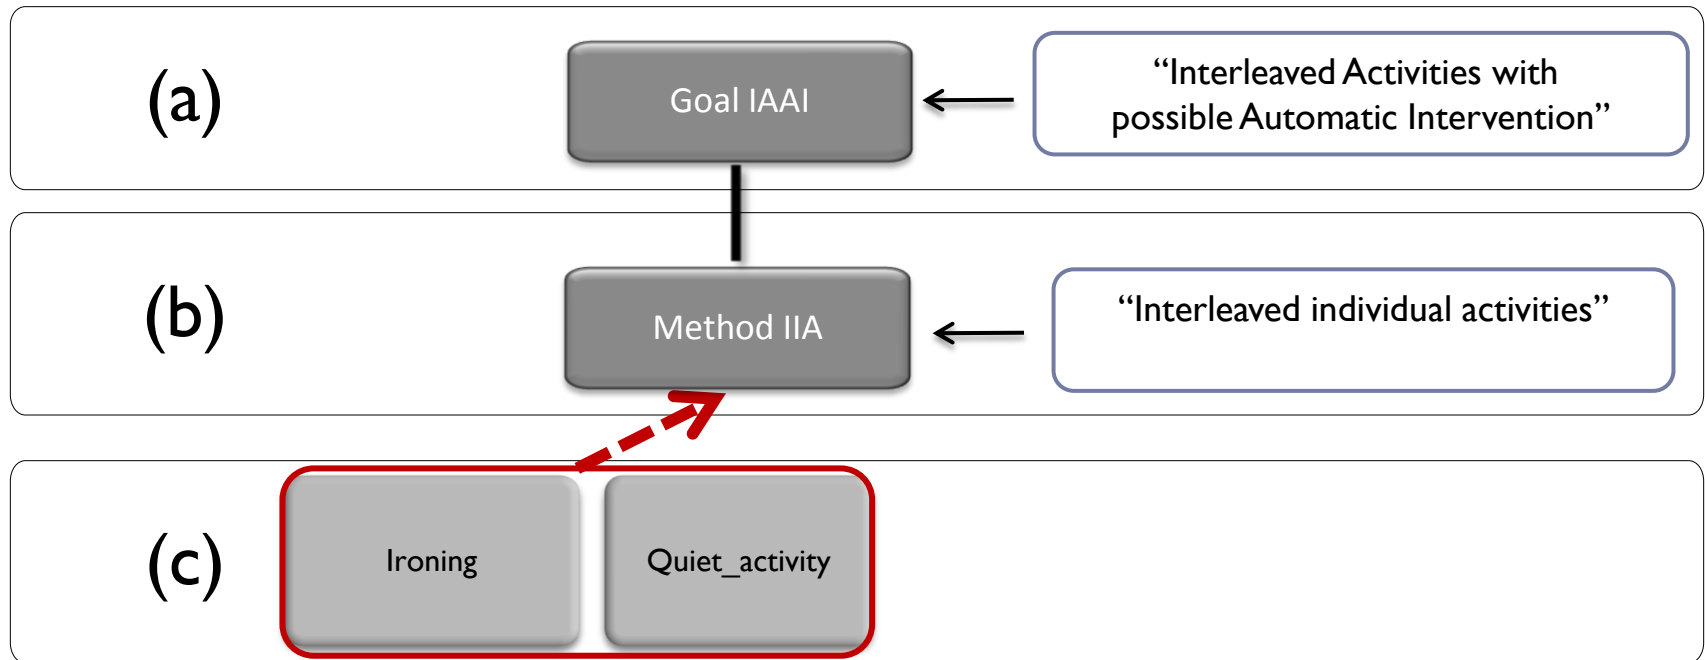 (a)
Goal IAAI
“Interleaved Activities with
possible Automatic Intervention”
(b)
Method IIA
“Interleaved individual activities”
(c)
Ironing
Quiet_activity